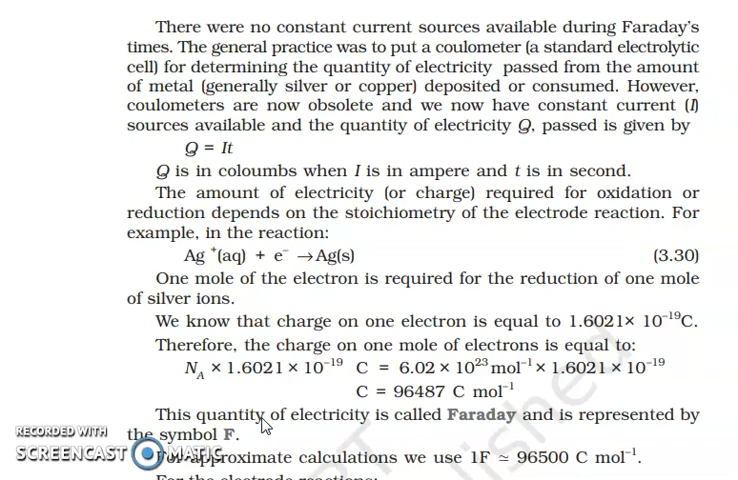 There were no constant current sources available during Faraday's
times. The general practice was to put a coulometer (a standard electrolytic
cell) for determining the quantity of electricity passed from the amount
of metal (generally silver or copper) deposited or consumed. However,
coulometers are now obsolete and we now have constant current (I)
sources available and the quantity of electricity Q, passed is given by
Q = It
Q is in coloumbs when I is in ampere and t is in second.
The amount of electricity (or charge) required for oxidation or
reduction depends on the stoichiometry of the electrode reaction. For
example, in the reaction:
Ag⁺(aq) + e⁻ → Ag(s) (3.30)
One mole of the electron is required for the reduction of one mole
of silver ions.
We know that charge on one electron is equal to 1.6021× 10⁻¹⁹C.
Therefore, the charge on one mole of electrons is equal to:
N_A × 1.6021 × 10⁻¹⁹ C = 6.02 × 10²³ mol⁻¹ × 1.6021 × 10⁻¹⁹
C = 96487 C mol⁻¹
This quantity of electricity is called Faraday and is represented by
the symbol F.
For approximate calculations we use 1F ≃ 96500 C mol⁻¹.
For the electrode reactions:
RECORDED WITH
SCREENCAST MATIC